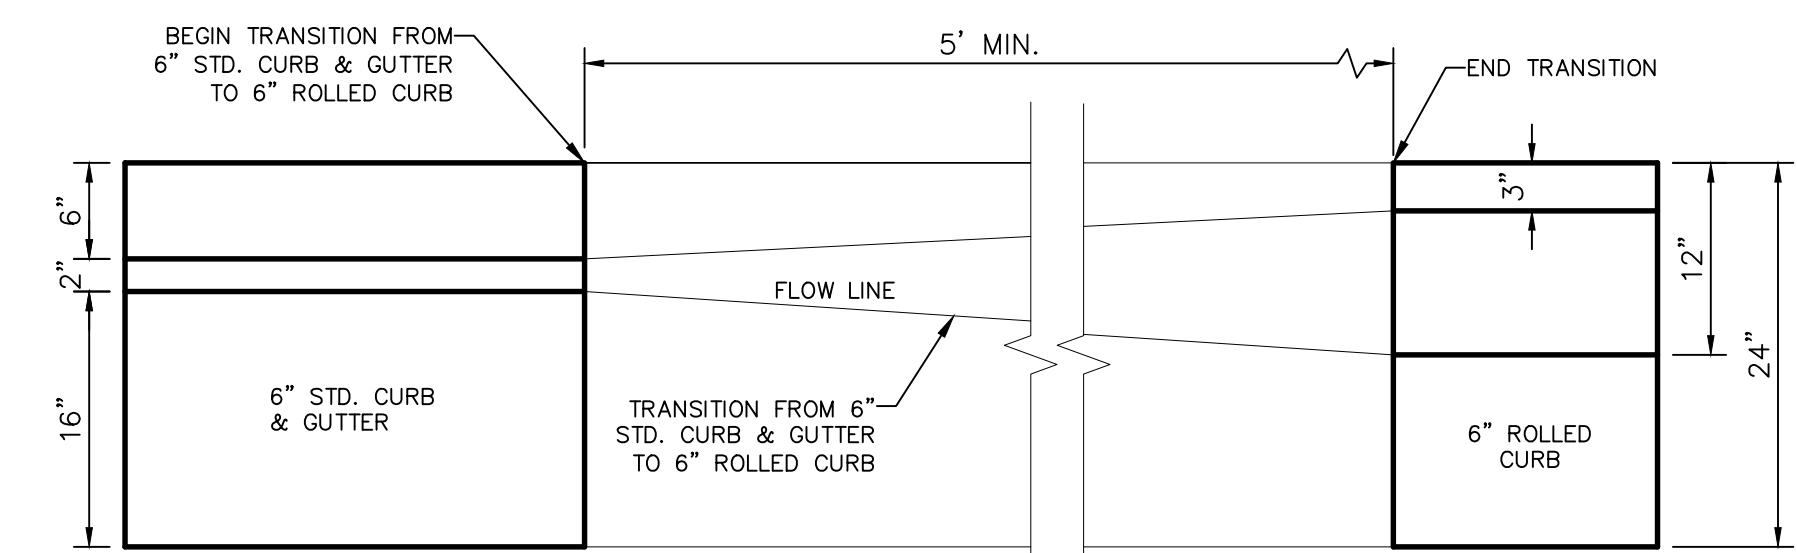 BEGIN TRANSITION FROM
6" STD. CURB & GUTTER
TO 6" ROLLED CURB
5' MIN.
END TRANSITION
6"
2"
16"
3"
12"
24"
FLOW LINE
6" STD. CURB
& GUTTER
TRANSITION FROM 6"
STD. CURB & GUTTER
TO 6" ROLLED CURB
6" ROLLED
CURB